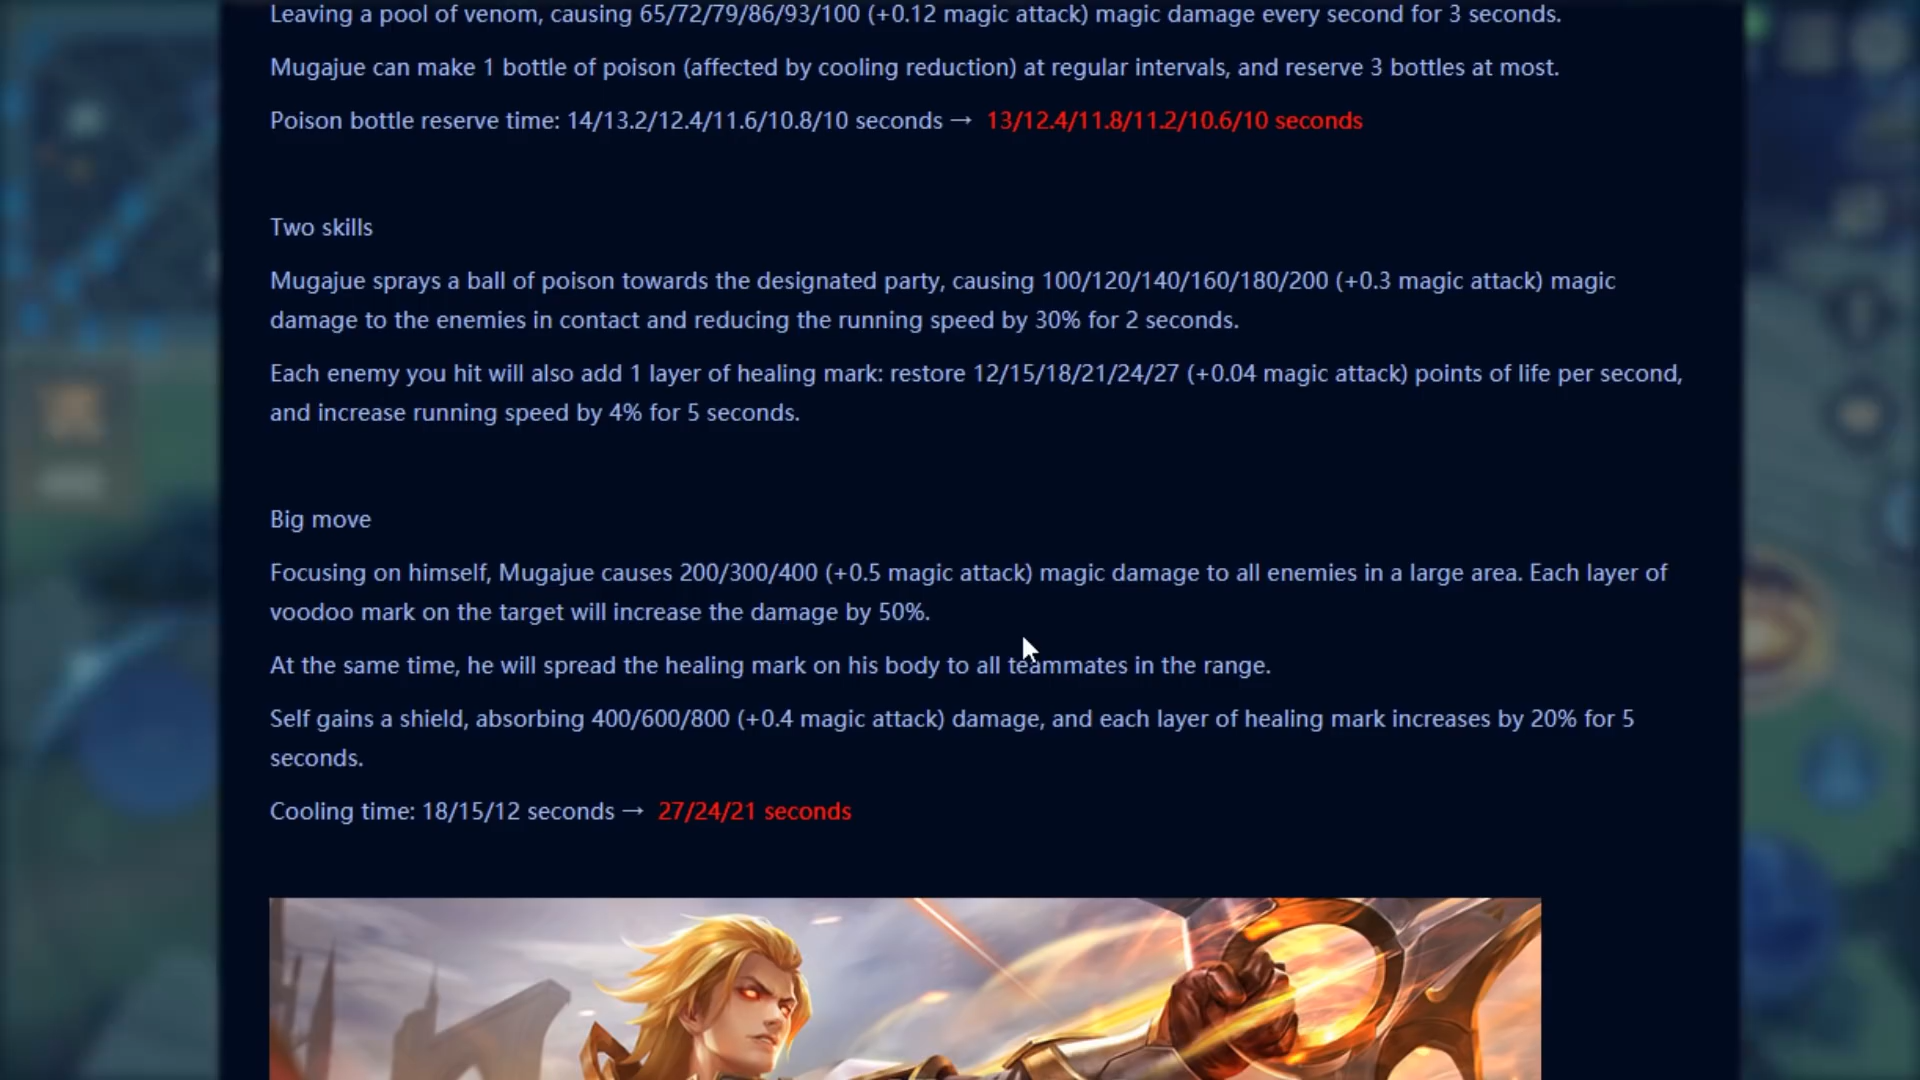 Leaving a pool of venom, causing 65/72/79/86/93/100 (+0.12 magic attack) magic damage every second for 3 seconds.
Mugajue can make 1 bottle of poison (affected by cooling reduction) at regular intervals, and reserve 3 bottles at most.
Poison bottle reserve time: 14/13.2/12.4/11.6/10.8/10 seconds → 13/12.4/11.8/11.2/10.6/10 seconds
Two skills
Mugajue sprays a ball of poison towards the designated party, causing 100/120/140/160/180/200 (+0.3 magic attack) magic
damage to the enemies in contact and reducing the running speed by 30% for 2 seconds.
Each enemy you hit will also add 1 layer of healing mark: restore 12/15/18/21/24/27 (+0.04 magic attack) points of life per second,
and increase running speed by 4% for 5 seconds.
Big move
Focusing on himself, Mugajue causes 200/300/400 (+0.5 magic attack) magic damage to all enemies in a large area. Each layer of
voodoo mark on the target will increase the damage by 50%.
At the same time, he will spread the healing mark on his body to all teammates in the range.
Self gains a shield, absorbing 400/600/800 (+0.4 magic attack) damage, and each layer of healing mark increases by 20% for 5
seconds.
Cooling time: 18/15/12 seconds → 27/24/21 seconds